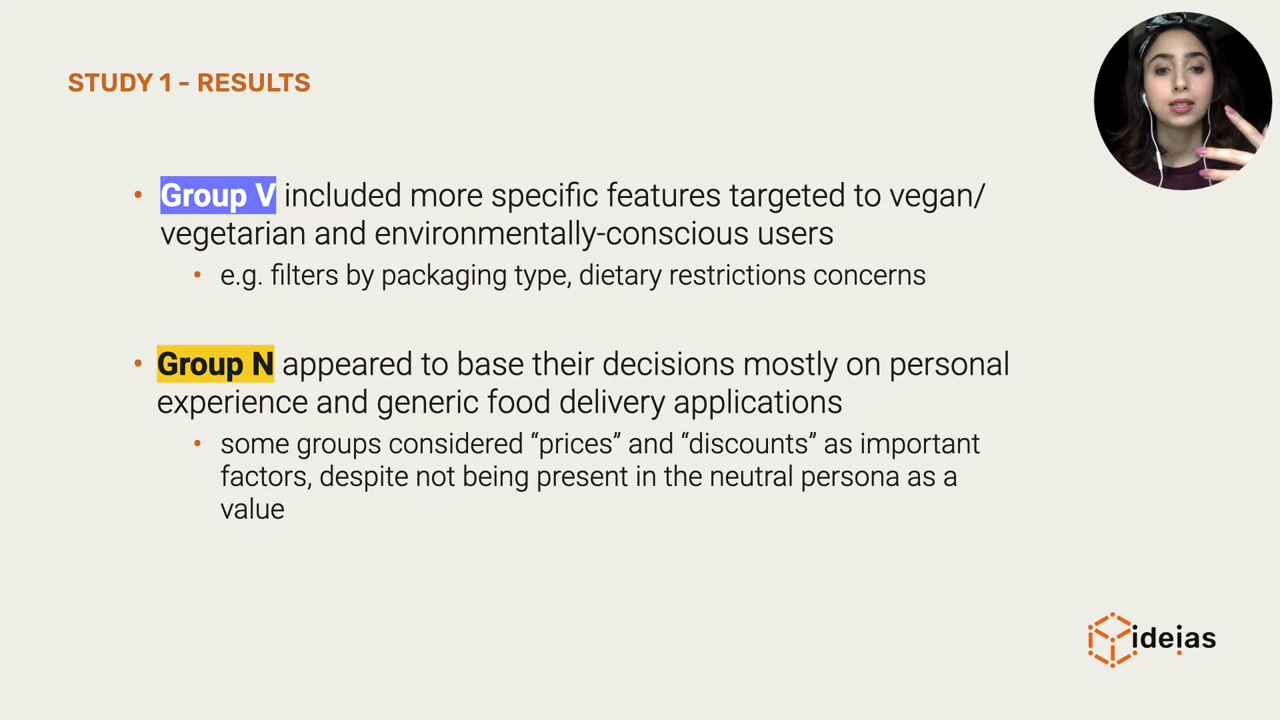 STUDY 1 - RESULTS
• Group V included more specific features targeted to vegan/
vegetarian and environmentally-conscious users
• e.g. filters by packaging type, dietary restrictions concerns
• Group N appeared to base their decisions mostly on personal
experience and generic food delivery applications
• some groups considered “prices” and “discounts” as important
factors, despite not being present in the neutral persona as a
value
ideias